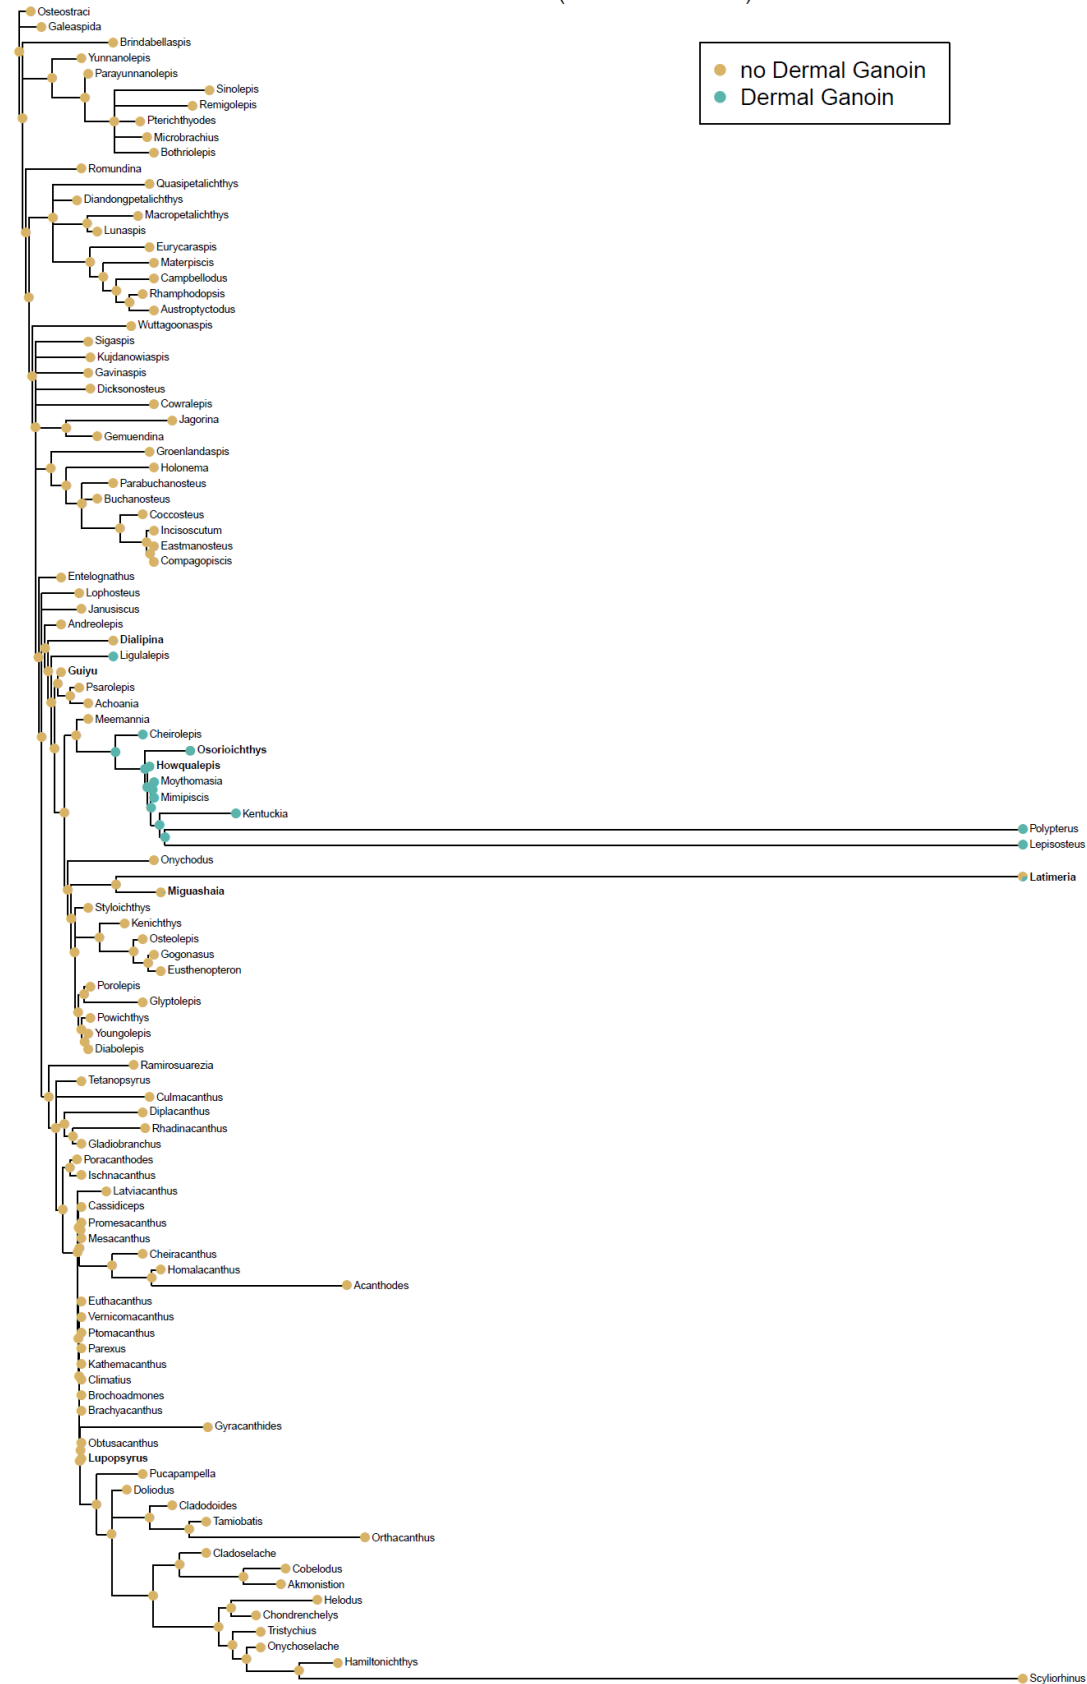 Osteostraci
Galeaspida
Brindabellaspis
no Dermal Ganoin
Dermal Ganoin
Yunnanolepis
Parayunnanolepis
Sinolepis
Remigolepis
Pterichthyodes
Microbrachius
Bothriolepis
Romundina
Quasipetalichthys
Diandongpetalichthys
Macropetalichthys
Lunaspis
Eurycaraspis
Materpiscis
Campbellodus
Rhamphodopsis
Austroptyctodus
Wuttagoonaspis
Sigaspis
Kujdanowiaspis
Gavinaspis
Dicksonosteus
Cowralepis
Jagorina
Gemuendina
Groenlandaspis
Holonema
Parabuchanosteus
Buchanosteus
Coccosteus
Incisoscutum
Eastmanosteus
Compagopiscis
Entelognathus
Lophosteus
Janusiscus
Andreolepis
Dialipina
Ligulalepis
Guiyu
Psarolepis
Achoania
Meemannia
Cheirolepis
Osorioichthys
Howqualepis
Moythomasia
Mimipiscis
Kentuckia
Polypterus
Lepisosteus
Onychodus
Latimeria
Miguashaia
Styloichthys
Kenichthys
Osteolepis
Gogonasus
Eusthenopteron
Porolepis
Glyptolepis
Powichthys
Youngolepis
Diabolepis
Ramirosuarezia
Tetanopsyrus
Culmacanthus
Diplacanthus
Rhadinacanthus
Gladiobranchus
Poracanthodes
Ischnacanthus
Latviacanthus
Cassidiceps
Promesacanthus
Mesacanthus
Cheiracanthus
Homalacanthus
Acanthodes
Euthacanthus
Vernicomacanthus
Ptomacanthus
Parexus
Kathemacanthus
Climatius
Brochoadmones
Brachyacanthus
Gyracanthides
Obtusacanthus
Lupopsyrus
Pucapampella
Doliodus
Cladodoides
Tamiobatis
Orthacanthus
Cladoselache
Cobelodus
Akmonistion
Helodus
Chondrenchelys
Tristychius
Onychoselache
Hamiltonichthys
Scyliorhinus